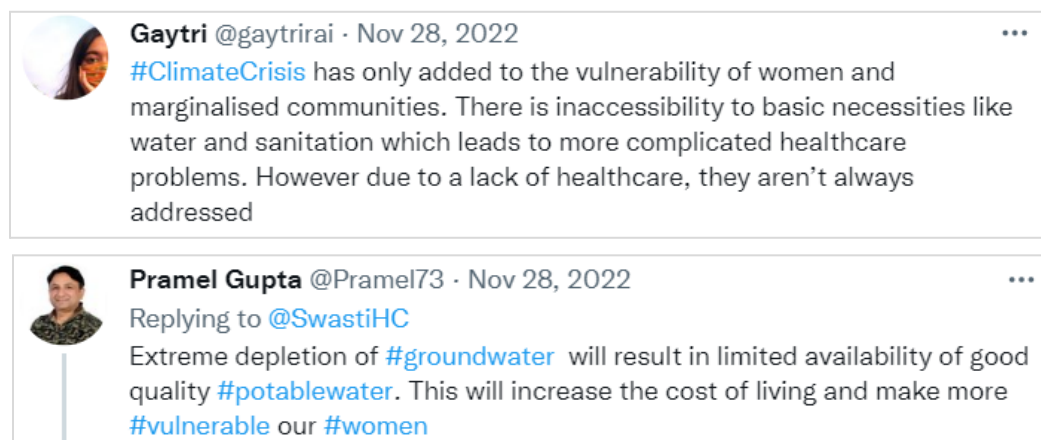 Gaytri @gaytrirai · Nov 28, 2022
#ClimateCrisis has only added to the vulnerability of women and
marginalised communities. There is inaccessibility to basic necessities like
water and sanitation which leads to more complicated healthcare
problems. However due to a lack of healthcare, they aren't always
addressed
Pramel Gupta @Pramel73 · Nov 28, 2022
Replying to @SwastiHC
Extreme depletion of #groundwater will result in limited availability of good
quality #potablewater. This will increase the cost of living and make more
#vulnerable our #women